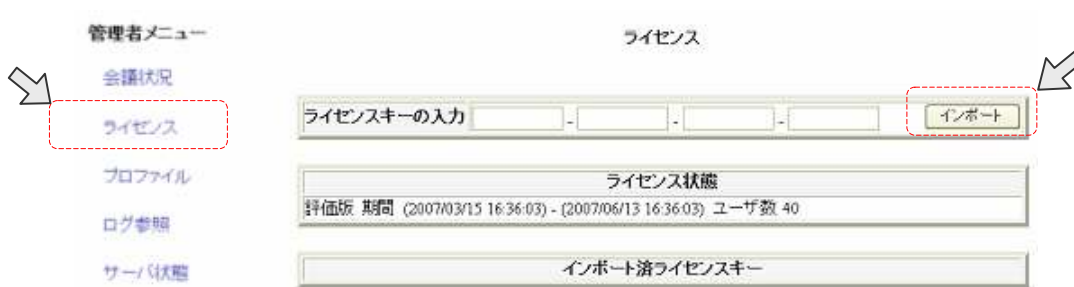 管理者メニュー
会議状況
ライセンス
プロファイル
ログ参照
サーバ状態
ライセンス
ライセンスキーの入力 - - - インポート
ライセンス状態
評価版 期間 (2007/03/15 16:36:03) - (2007/06/13 16:36:03) ユーザ数 40
インポート済ライセンスキー